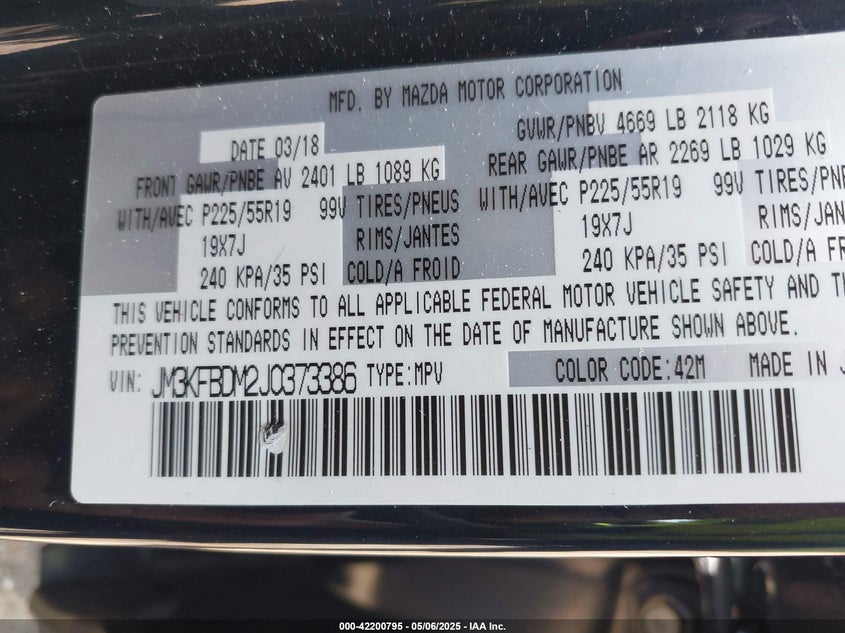 MFD. BY MAZDA MOTOR CORPORATION
DATE 03/18 GVWR/PNBV 4669 LB 2118 KG
FRONT GAWR/PNBE AV 2401 LB 1089 KG REAR GAWR/PNBE AR 2269 LB 1029 KG
WITH/AVEC P225/55R19 99V TIRES/PNEUS WITH/AVEC P225/55R19 99V TIRES/PNE
19X7J RIMS/JANTES 19X7J RIMS/JANTE
240 KPA/35 PSI COLD/A FROID 240 KPA/35 PSI COLD/A FR
THIS VEHICLE CONFORMS TO ALL APPLICABLE FEDERAL MOTOR VEHICLE SAFETY AND TH
PREVENTION STANDARDS IN EFFECT ON THE DATE OF MANUFACTURE SHOWN ABOVE.
VIN: JM3KFBDM2J0373386 TYPE:MPV COLOR CODE:42M MADE IN J
000-42200795 - 05/06/2025 - IAA Inc.